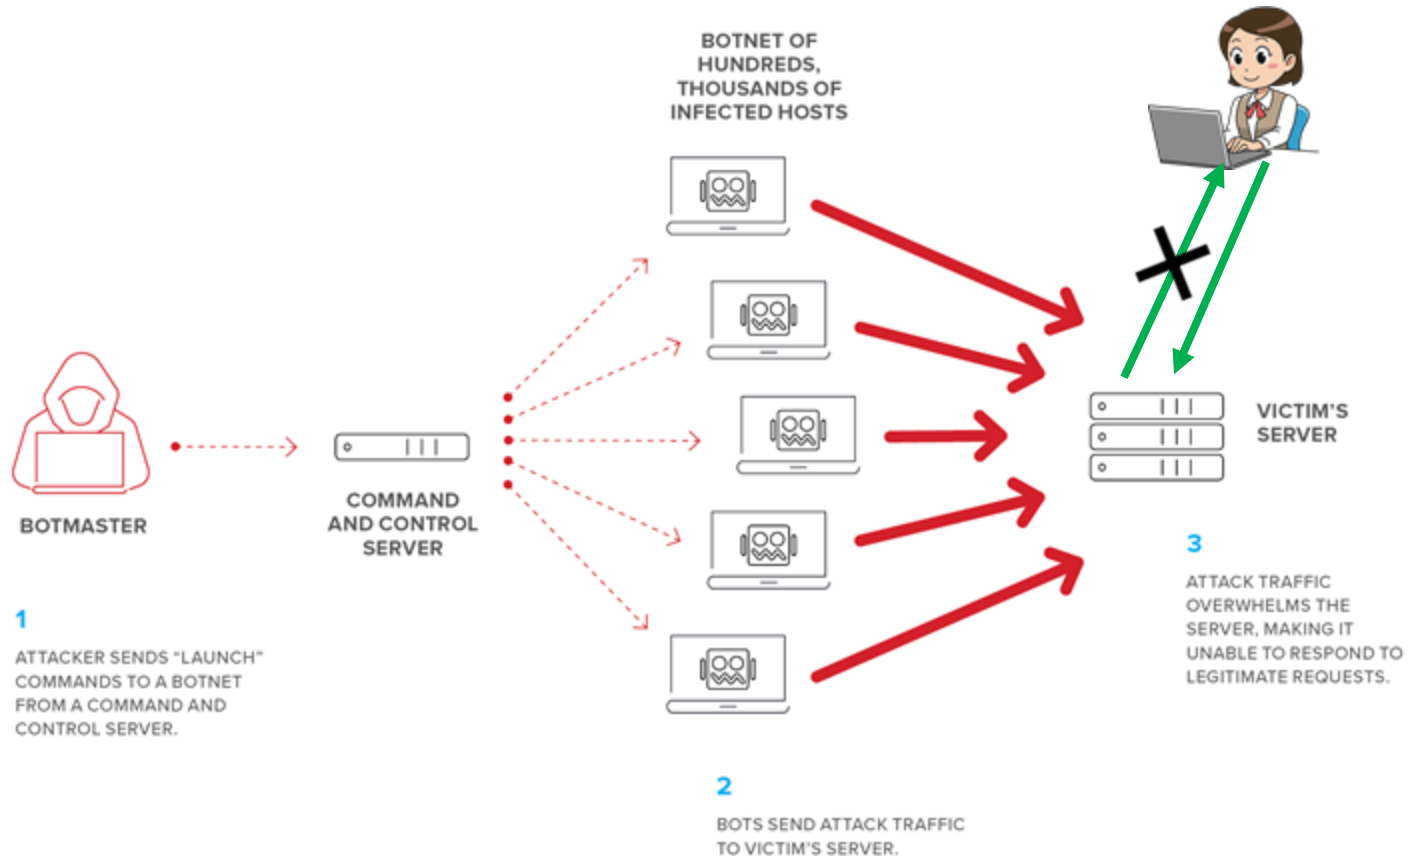 BOTNET OF
HUNDREDS,
THOUSANDS OF
INFECTED HOSTS
BOTMASTER
COMMAND
AND CONTROL
SERVER
VICTIM'S
SERVER
1
ATTACKER SENDS “LAUNCH”
COMMANDS TO A BOTNET
FROM A COMMAND AND
CONTROL SERVER.
2
BOTS SEND ATTACK TRAFFIC
TO VICTIM'S SERVER.
3
ATTACK TRAFFIC
OVERWHELMS THE
SERVER, MAKING IT
UNABLE TO RESPOND TO
LEGITIMATE REQUESTS.